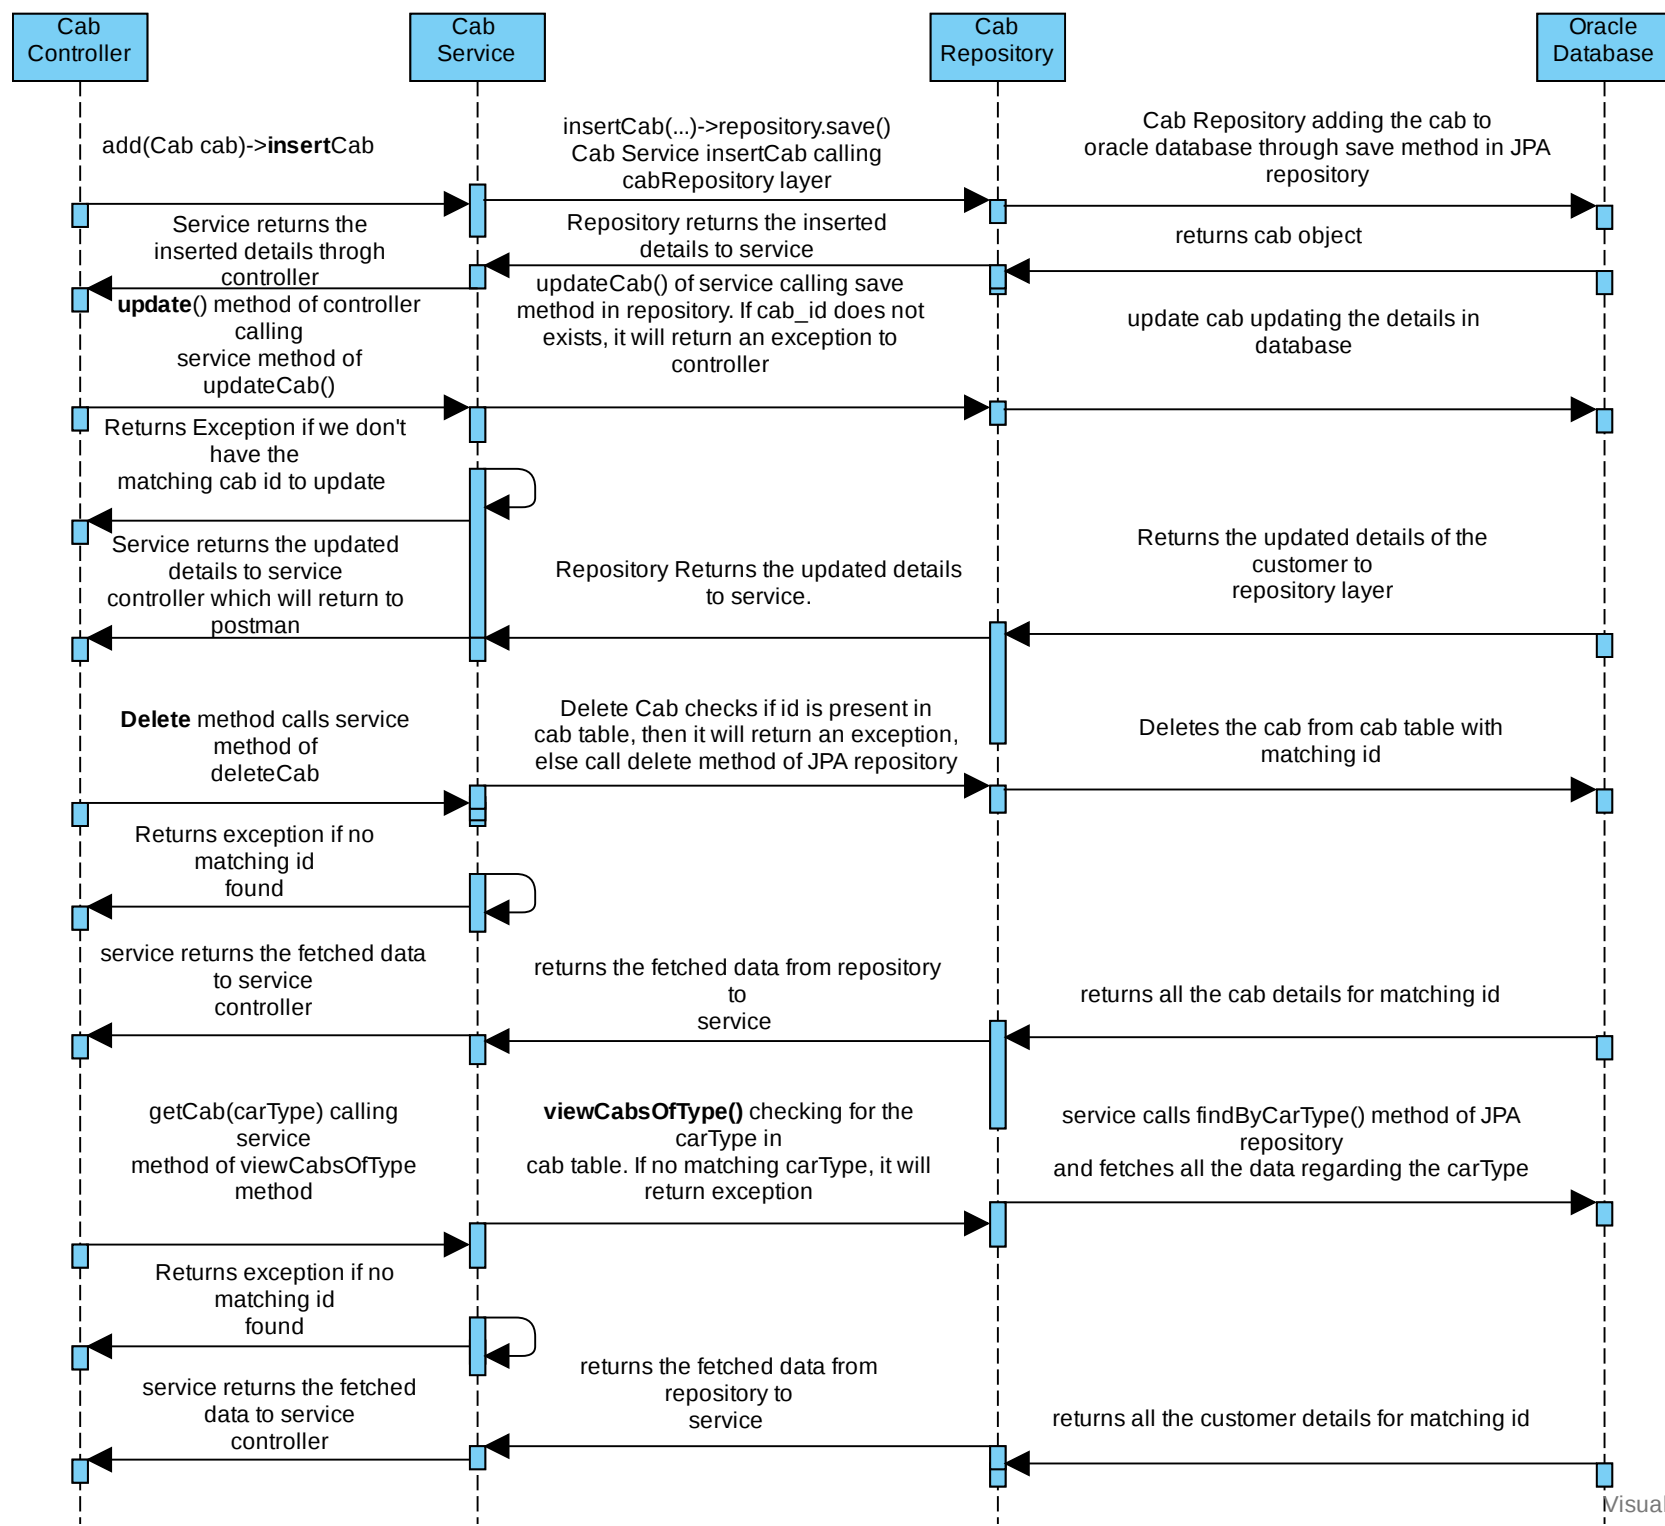 Cab
Controller
Cab
Service
Cab
Repository
Oracle
Database
add(Cab cab)->insertCab
insertCab(...)->repository.save()
Cab Service insertCab calling
cabRepository layer
Cab Repository adding the cab to
oracle database through save method in JPA
repository
Service returns the
inserted details throgh
controller
Repository returns the inserted
details to service
returns cab object
update() method of controller
calling
service method of
updateCab()
updateCab() of service calling save
method in repository. If cab_id does not
exists, it will return an exception to
controller
update cab updating the details in
database
Returns Exception if we don't
have the
matching cab id to update
Service returns the updated
details to service
controller which will return to
postman
Repository Returns the updated details
to service.
Returns the updated details of the
customer to
repository layer
Delete method calls service
method of
deleteCab
Delete Cab checks if id is present in
cab table, then it will return an exception,
else call delete method of JPA repository
Deletes the cab from cab table with
matching id
Returns exception if no
matching id
found
service returns the fetched data
to service
controller
returns the fetched data from repository
to
service
returns all the cab details for matching id
getCab(carType) calling
service
method of viewCabsOfType
method
viewCabsOfType() checking for the
carType in
cab table. If no matching carType, it will
return exception
service calls findByCarType() method of JPA
repository
and fetches all the data regarding the carType
Returns exception if no
matching id
found
service returns the fetched
data to service
controller
returns the fetched data from
repository to
service
returns all the customer details for matching id
Visual